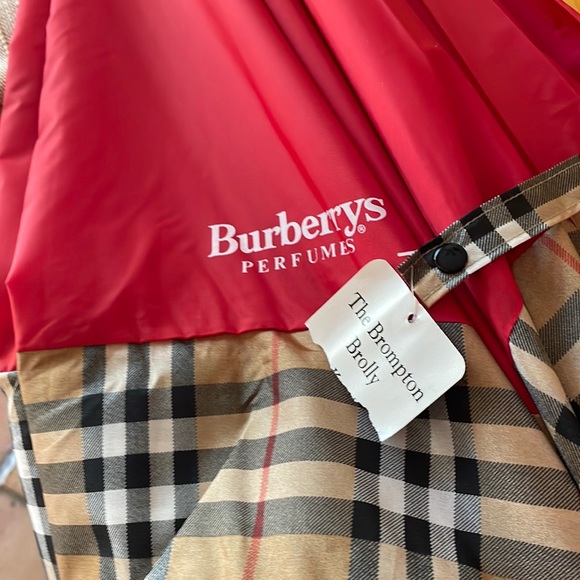 Burberrys®
PERFUMES
The Brompton
Brolly